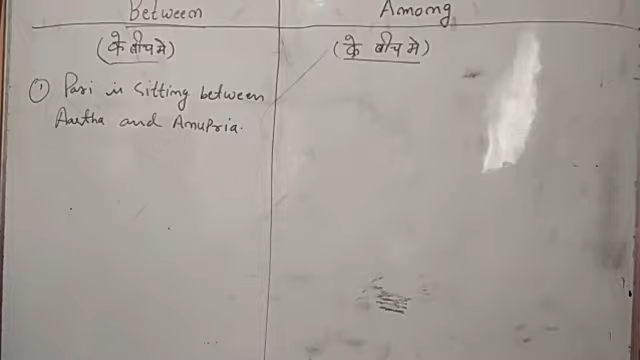 Between
Among
(के बीच मे)
(के बीच मे)
① Pari is sitting between
Aastha and Anupria.